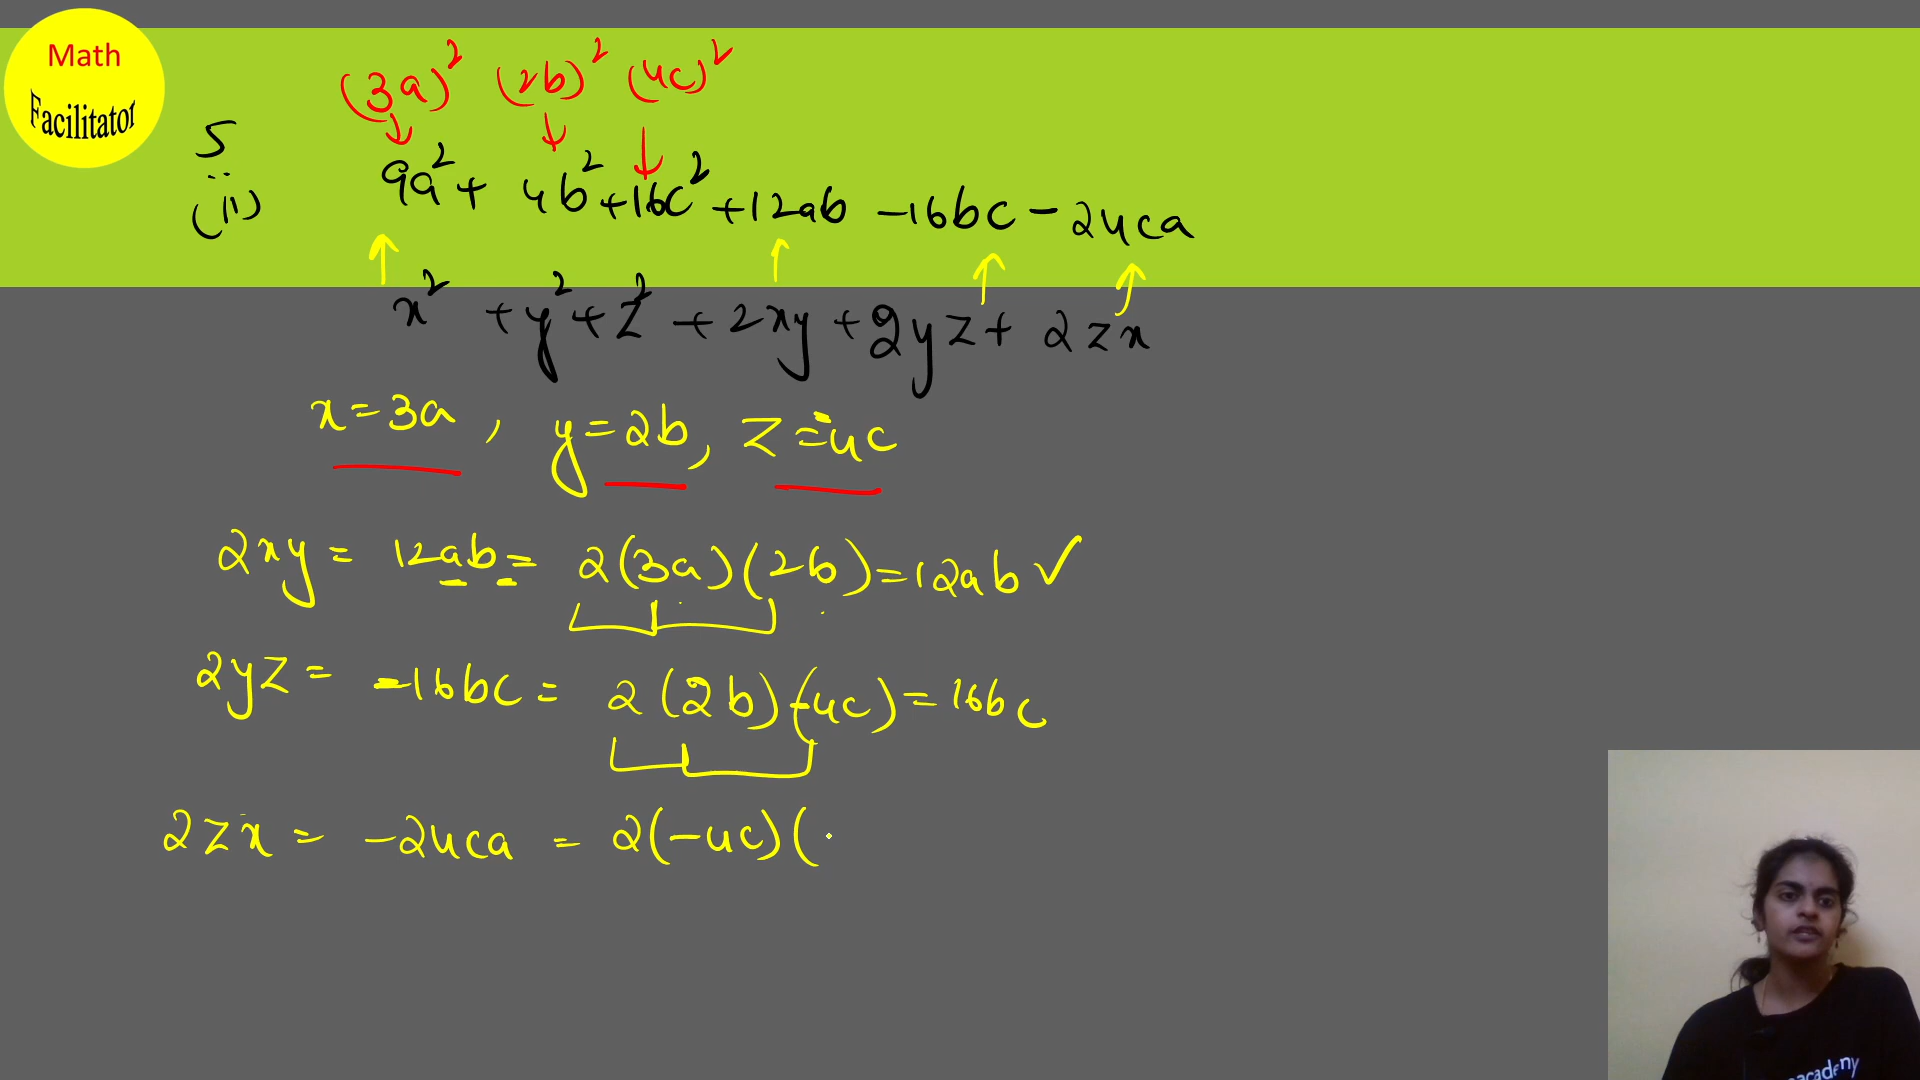 Math
Facilitator
(3a)² (2b)² (4c)²
5
(ii) 9a² + 4b² + 16c² + 12ab - 16bc - 24ca
x² + y² + z² + 2xy + 2yz + 2zx
x = 3a, y = 2b, z = -4c
2xy = 12ab = 2(3a)(2b) = 12ab ✓
2yz = -16bc = 2(2b)(-4c) = 16bc
2zx = -24ca = 2(-4c)(